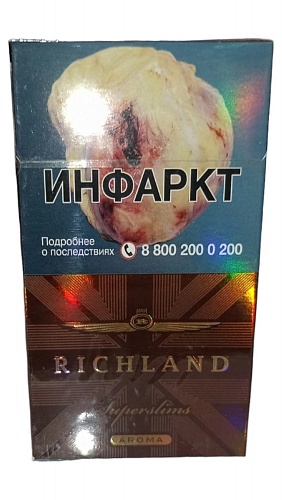 ИНФАРКТ
Подробнее
о последствиях 8 800 200 0 200
RICHLAND
Superslims
AROMA